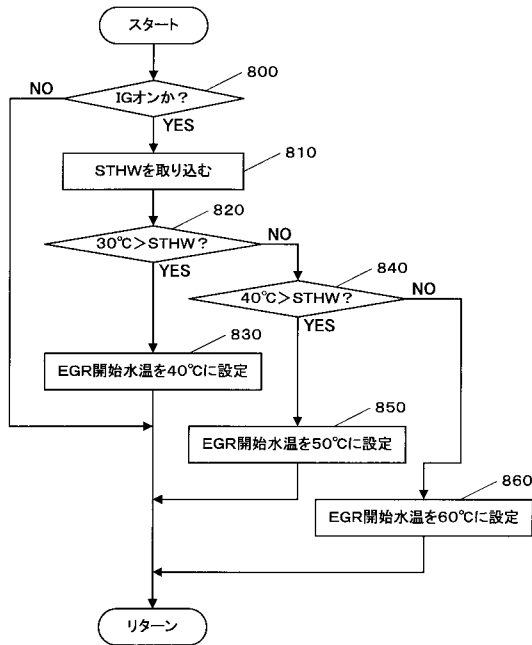 スタート
800
NO
IGオンか?
YES
810
STHWを取り込む
820
30℃>STHW?
NO
YES
840
40℃>STHW?
NO
YES
830
EGR開始水温を40℃に設定
850
EGR開始水温を50℃に設定
860
EGR開始水温を60℃に設定
リターン